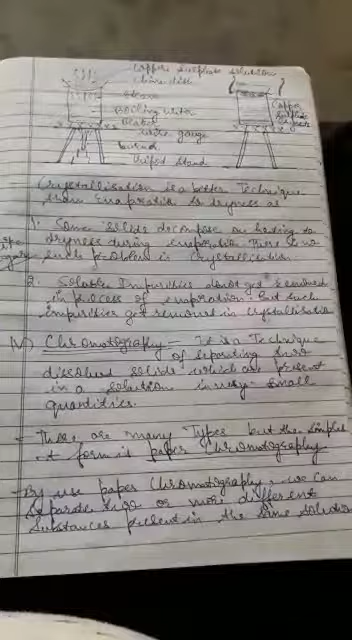 Copper Sulphate solution
China dish
Steam
Boiling water
Beaker
wire gauge
burner
Tripod Stand
Copper
Sulphate
Crystallisation is a better Technique
than Evaporation to dryness as
1. Some solids decompose on heating to
dryness during evaporation There is no
such problem in Crystallisation
2. Soluble Impurities donot get removed
in process of evaporation. but such
impurities get removed in Crystallisation
Chromatography - It is a Technique
of separating two
dissolved solids which are present
in a solution in very small
quantities.
- There are many Types but the simples
t form is paper Chromatography
- By use paper Chromatography, we can
separate two or more different
Substances present in the same solution